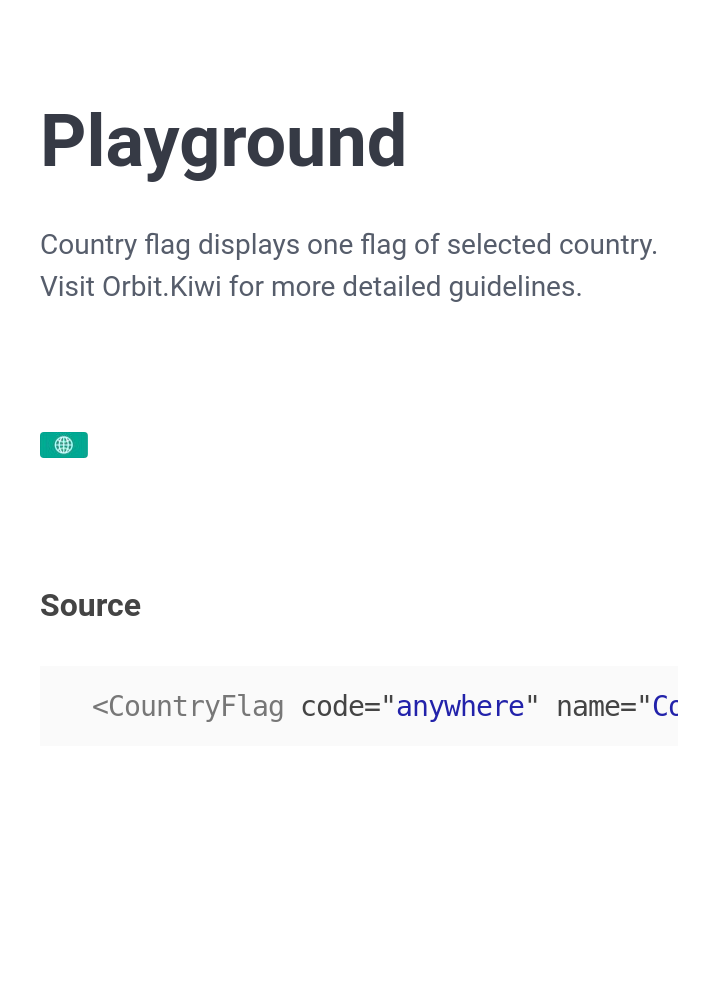 Playground
Country flag displays one flag of selected country.
Visit Orbit.Kiwi for more detailed guidelines.
Source
<CountryFlag code="anywhere" name="Co